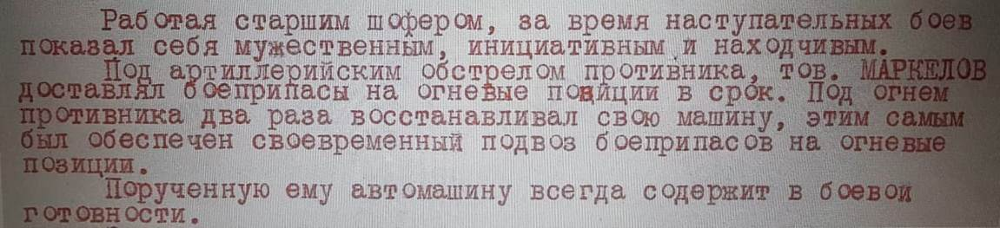 Работая старшим шофером, за время наступательных боев
показал себя мужественным, инициативным и находчивым.
Под артиллерийским обстрелом противника, тов. МАРКЕЛОВ
доставлял боеприпасы на огневые позиции в срок. Под огнем
противника два раза восстанавливал свою машину, этим самым
был обеспечен своевременный подвоз боеприпасов на огневые
позиции.
Порученную ему автомашину всегда содержит в боевой
готовности.